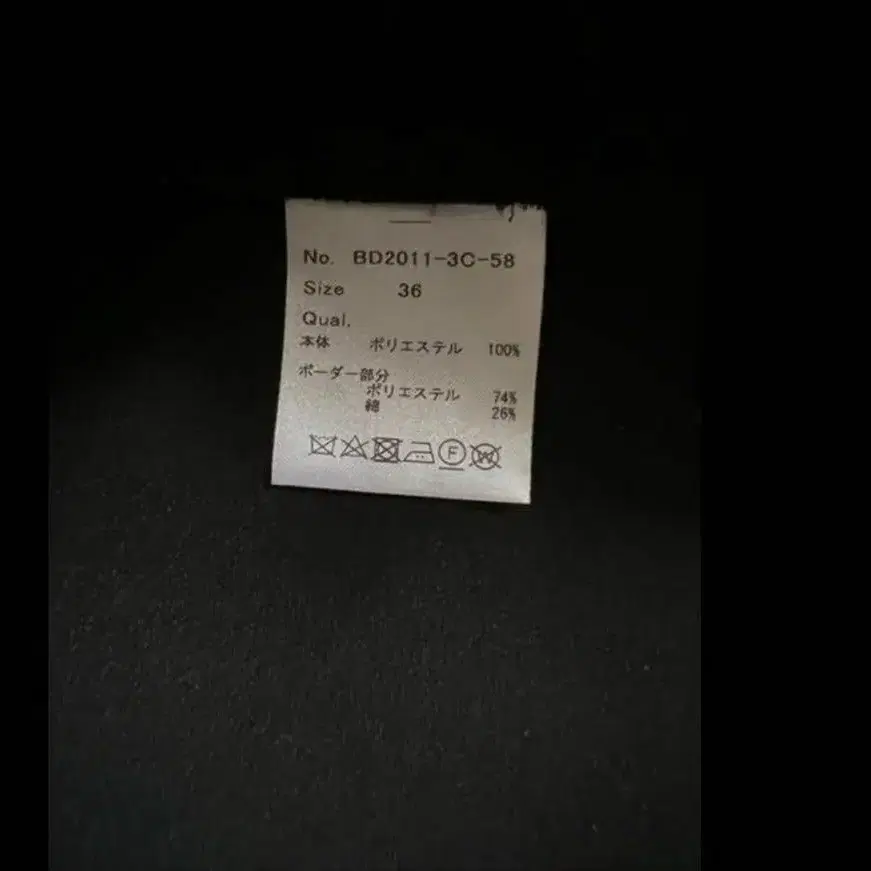 No. BD2011-3C-58
Size 36
Qual.
本体 ポリエステル 100%
ボーダー部分
ポリエステル 74%
綿 26%
F W